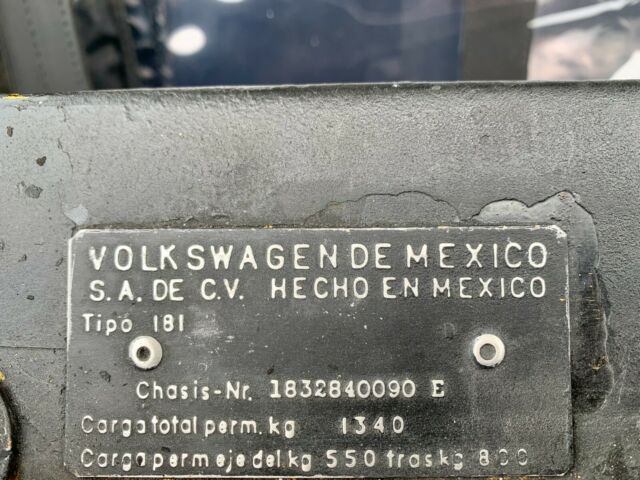 VOLKSWAGEN DE MEXICO
S.A. DE C.V. HECHO EN MEXICO
Tipo 181
Chasis-Nr. 1832840090 E
Carga total perm. kg 1340
Carga perm eje del kg 550 tras kg 800